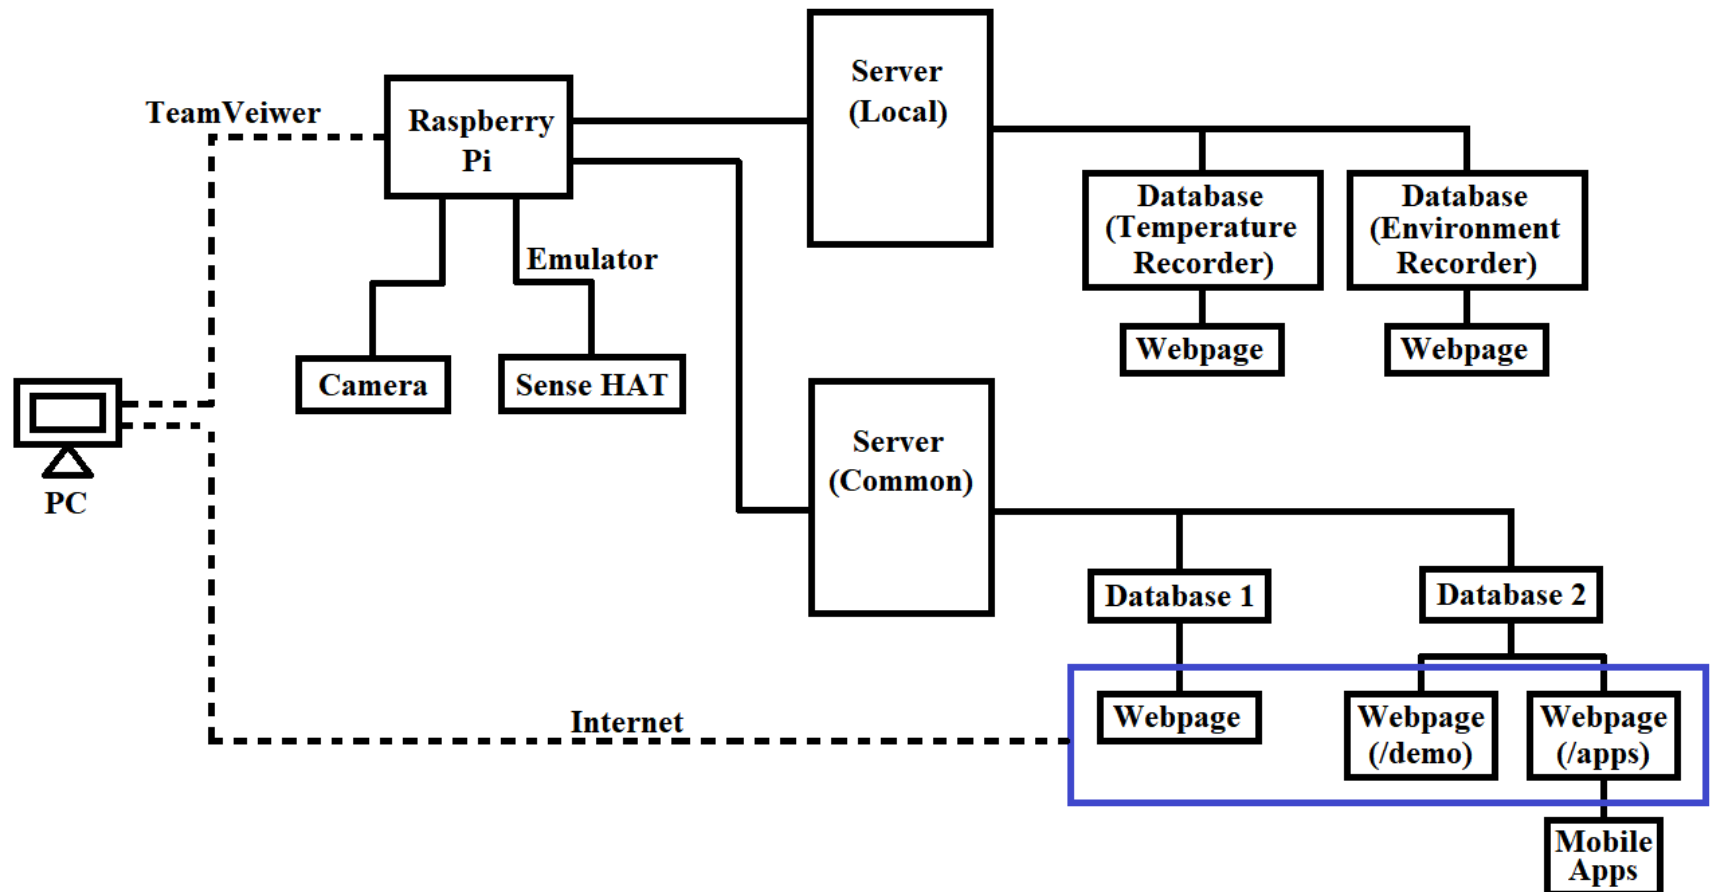 TeamVeiwer
Raspberry
Pi
Server
(Local)
Database
(Temperature
Recorder)
Database
(Environment
Recorder)
Emulator
Webpage
Webpage
Camera
Sense HAT
PC
Server
(Common)
Database 1
Database 2
Internet
Webpage
Webpage
(/demo)
Webpage
(/apps)
Mobile
Apps